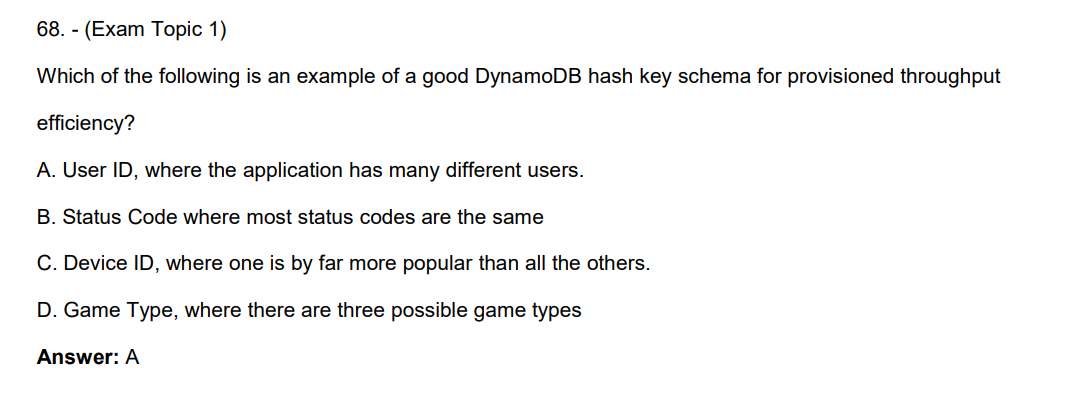 68. - (Exam Topic 1)
Which of the following is an example of a good DynamoDB hash key schema for provisioned throughput
efficiency?
A. User ID, where the application has many different users.
B. Status Code where most status codes are the same
C. Device ID, where one is by far more popular than all the others.
D. Game Type, where there are three possible game types
Answer: A